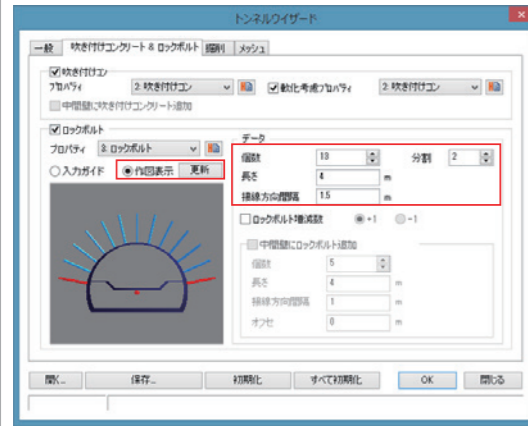 トンネルウィザード
一般 吹き付けコンクリート & ロックボルト 掘削 メッシュ
吹き付けコン
プロパティ 2: 吹き付けコン 軟化考慮プロパティ 2: 吹き付けコン
中間壁に吹き付けコンクリート追加
ロックボルト
プロパティ 3: ロックボルト
入力ガイド 作図表示 更新
データ
個数 13 分割 2
長さ 4 m
接線方向間隔 1.5 m
ロックボルト増減数 +1 -1
中間壁にロックボルト追加
個数 5
長さ 4 m
接線方向間隔 1 m
オフセ 0 m
開く... 保存... 初期化 すべて初期化 OK 閉じる